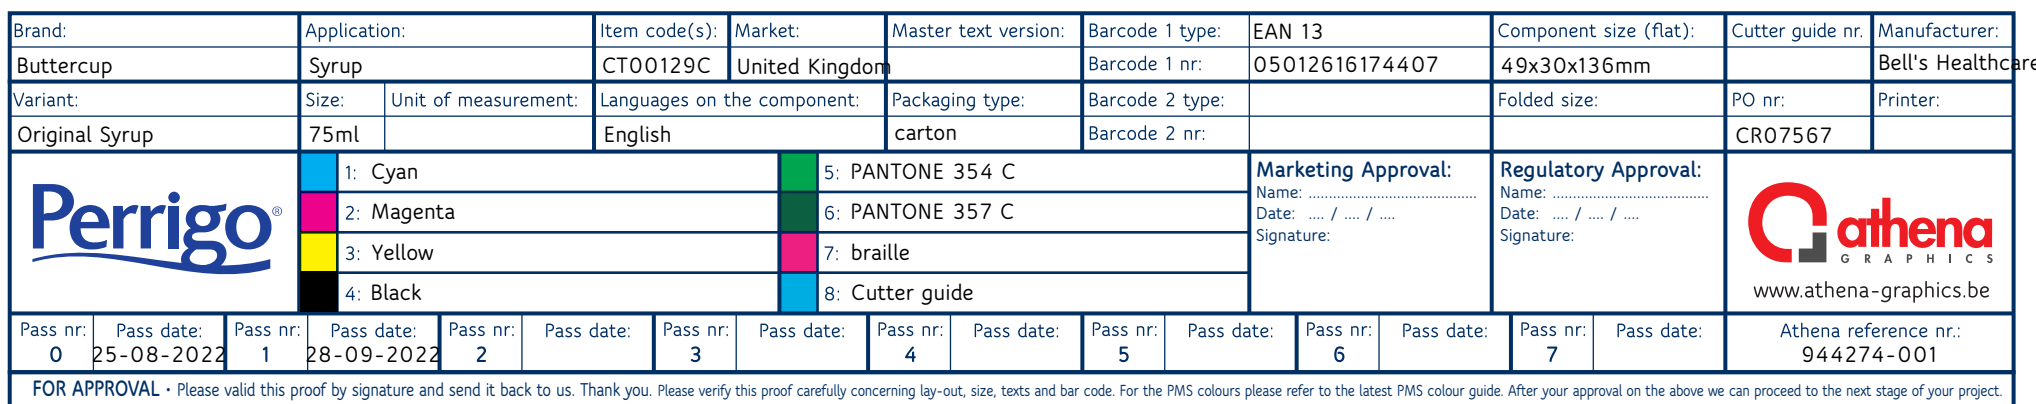 Brand: Application: Item code(s): Market: Master text version: Barcode 1 type: EAN 13 Component size (flat): Cutter guide nr. Manufacturer:
Buttercup Syrup CT00129C United Kingdom Barcode 1 nr: 05012616174407 49x30x136mm Bell's Healthcare
Variant: Size: Unit of measurement: Languages on the component: Packaging type: Barcode 2 type: Folded size: PO nr: Printer:
Original Syrup 75ml English carton Barcode 2 nr: CR07567
Perrigo®
1: Cyan
2: Magenta
3: Yellow
4: Black
5: PANTONE 354 C
6: PANTONE 357 C
7: braille
8: Cutter guide
Marketing Approval:
Name: ..........................................
Date: .... / .... / ....
Signature:
Regulatory Approval:
Name: .......................................
Date: .... / .... / ....
Signature:
athena
GRAPHICS
www.athena-graphics.be
Pass nr: Pass date: Pass nr: Pass date: Pass nr: Pass date: Pass nr: Pass date: Pass nr: Pass date: Pass nr: Pass date: Pass nr: Pass date: Pass nr: Pass date: Athena reference nr.:
0 25-08-2022 1 28-09-2022 2 3 4 5 6 7 944274-001
FOR APPROVAL • Please valid this proof by signature and send it back to us. Thank you. Please verify this proof carefully concerning lay-out, size, texts and bar code. For the PMS colours please refer to the latest PMS colour guide. After your approval on the above we can proceed to the next stage of your project.